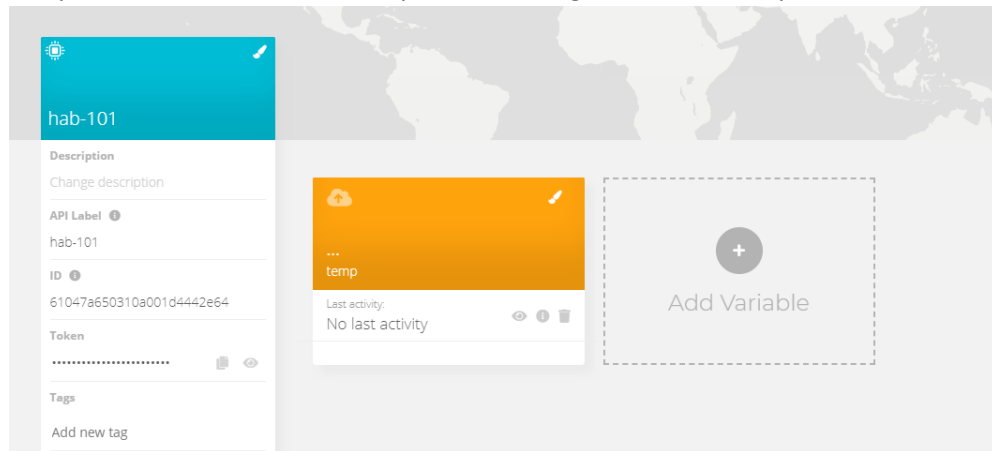 hab-101
Description
Change description
API Label
hab-101
ID
61047a650310a001d4442e64
Token
........................
Tags
Add new tag
...
temp
Last activity:
No last activity
Add Variable